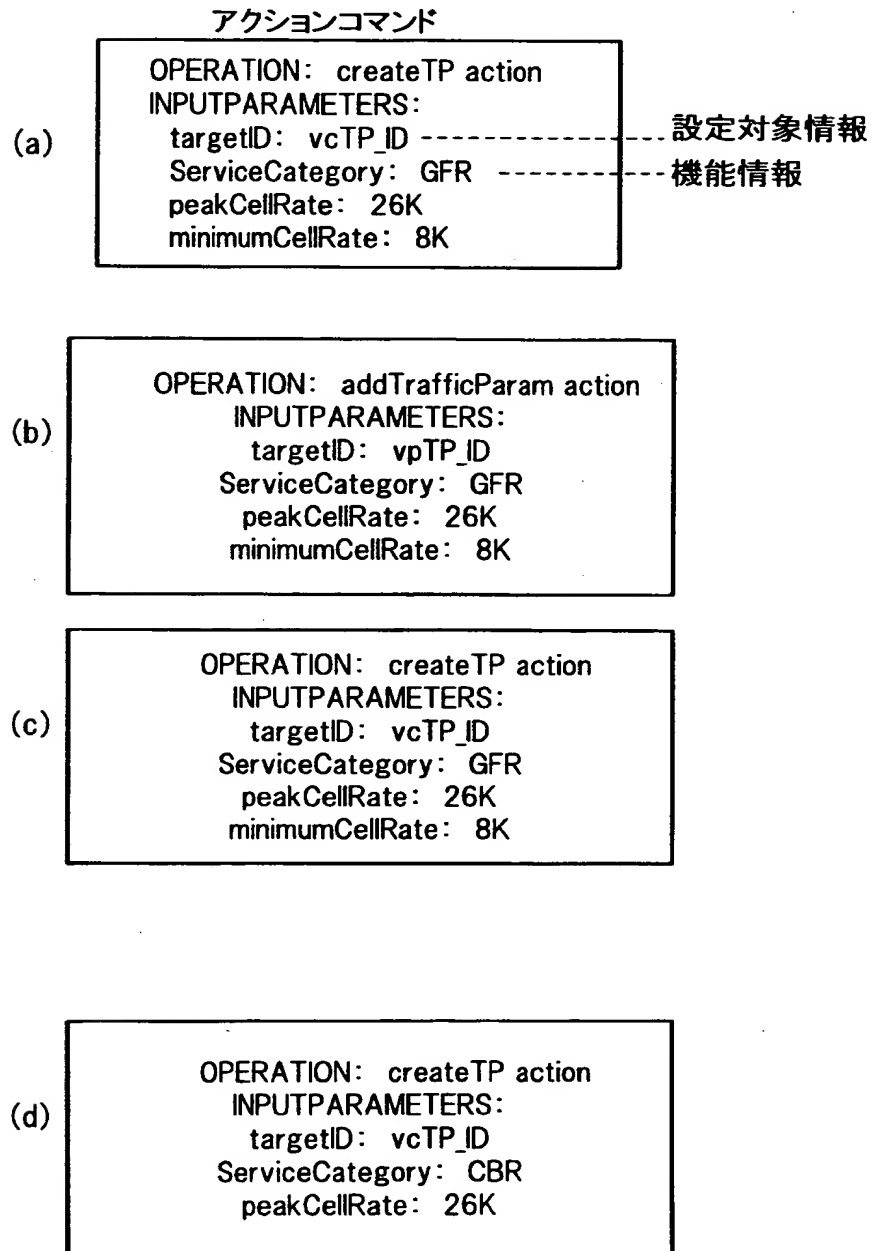 アクションコマンド
(a)
OPERATION: createTP action
INPUTPARAMETERS:
targetID: vcTP_ID ------------- 設定対象情報
ServiceCategory: GFR --------- 機能情報
peakCellRate: 26K
minimumCellRate: 8K
(b)
OPERATION: addTrafficParam action
INPUTPARAMETERS:
targetID: vpTP_ID
ServiceCategory: GFR
peakCellRate: 26K
minimumCellRate: 8K
(c)
OPERATION: createTP action
INPUTPARAMETERS:
targetID: vcTP_ID
ServiceCategory: GFR
peakCellRate: 26K
minimumCellRate: 8K
(d)
OPERATION: createTP action
INPUTPARAMETERS:
targetID: vcTP_ID
ServiceCategory: CBR
peakCellRate: 26K